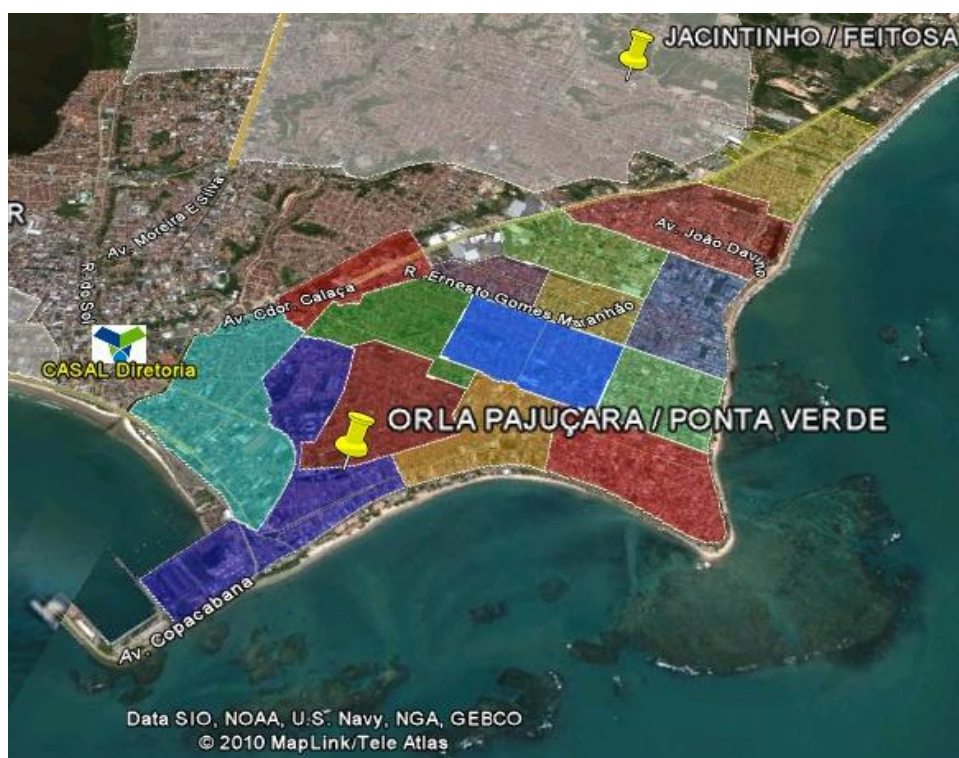 JACINTINHO / FEITOSA
R
Av. Moreira E Silva
Av. João Davino
R. do Sol
R. Ernesto Gomes Maranhão
Av. Cdor. Calaça
CASAL Diretoria
ORLA PAJUÇARA / PONTA VERDE
Av. Copacabana
Data SIO, NOAA, U.S. Navy, NGA, GEBCO
© 2010 MapLink/Tele Atlas